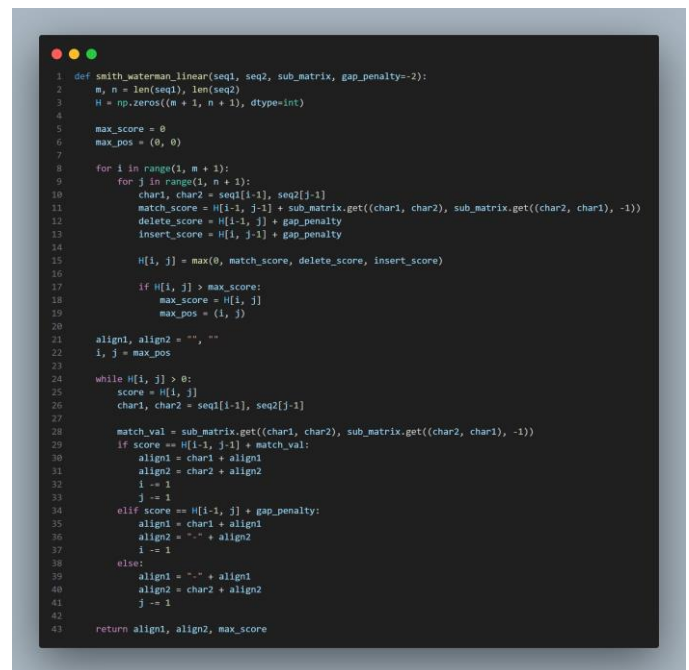 1 def smith_waterman_linear(seq1, seq2, sub_matrix, gap_penalty=-2):
2     m, n = len(seq1), len(seq2)
3     H = np.zeros((m + 1, n + 1), dtype=int)
4
5     max_score = 0
6     max_pos = (0, 0)
7
8     for i in range(1, m + 1):
9         for j in range(1, n + 1):
10             char1, char2 = seq1[i-1], seq2[j-1]
11             match_score = H[i-1, j-1] + sub_matrix.get((char1, char2), sub_matrix.get((char2, char1), -1))
12             delete_score = H[i-1, j] + gap_penalty
13             insert_score = H[i, j-1] + gap_penalty
14
15             H[i, j] = max(0, match_score, delete_score, insert_score)
16
17             if H[i, j] > max_score:
18                 max_score = H[i, j]
19                 max_pos = (i, j)
20
21     align1, align2 = "", ""
22     i, j = max_pos
23
24     while H[i, j] > 0:
25         score = H[i, j]
26         char1, char2 = seq1[i-1], seq2[j-1]
27
28         match_val = sub_matrix.get((char1, char2), sub_matrix.get((char2, char1), -1))
29         if score == H[i-1, j-1] + match_val:
30             align1 = char1 + align1
31             align2 = char2 + align2
32             i -= 1
33             j -= 1
34         elif score == H[i-1, j] + gap_penalty:
35             align1 = char1 + align1
36             align2 = "-" + align2
37             i -= 1
38         else:
39             align1 = "-" + align1
40             align2 = char2 + align2
41             j -= 1
42
43     return align1, align2, max_score